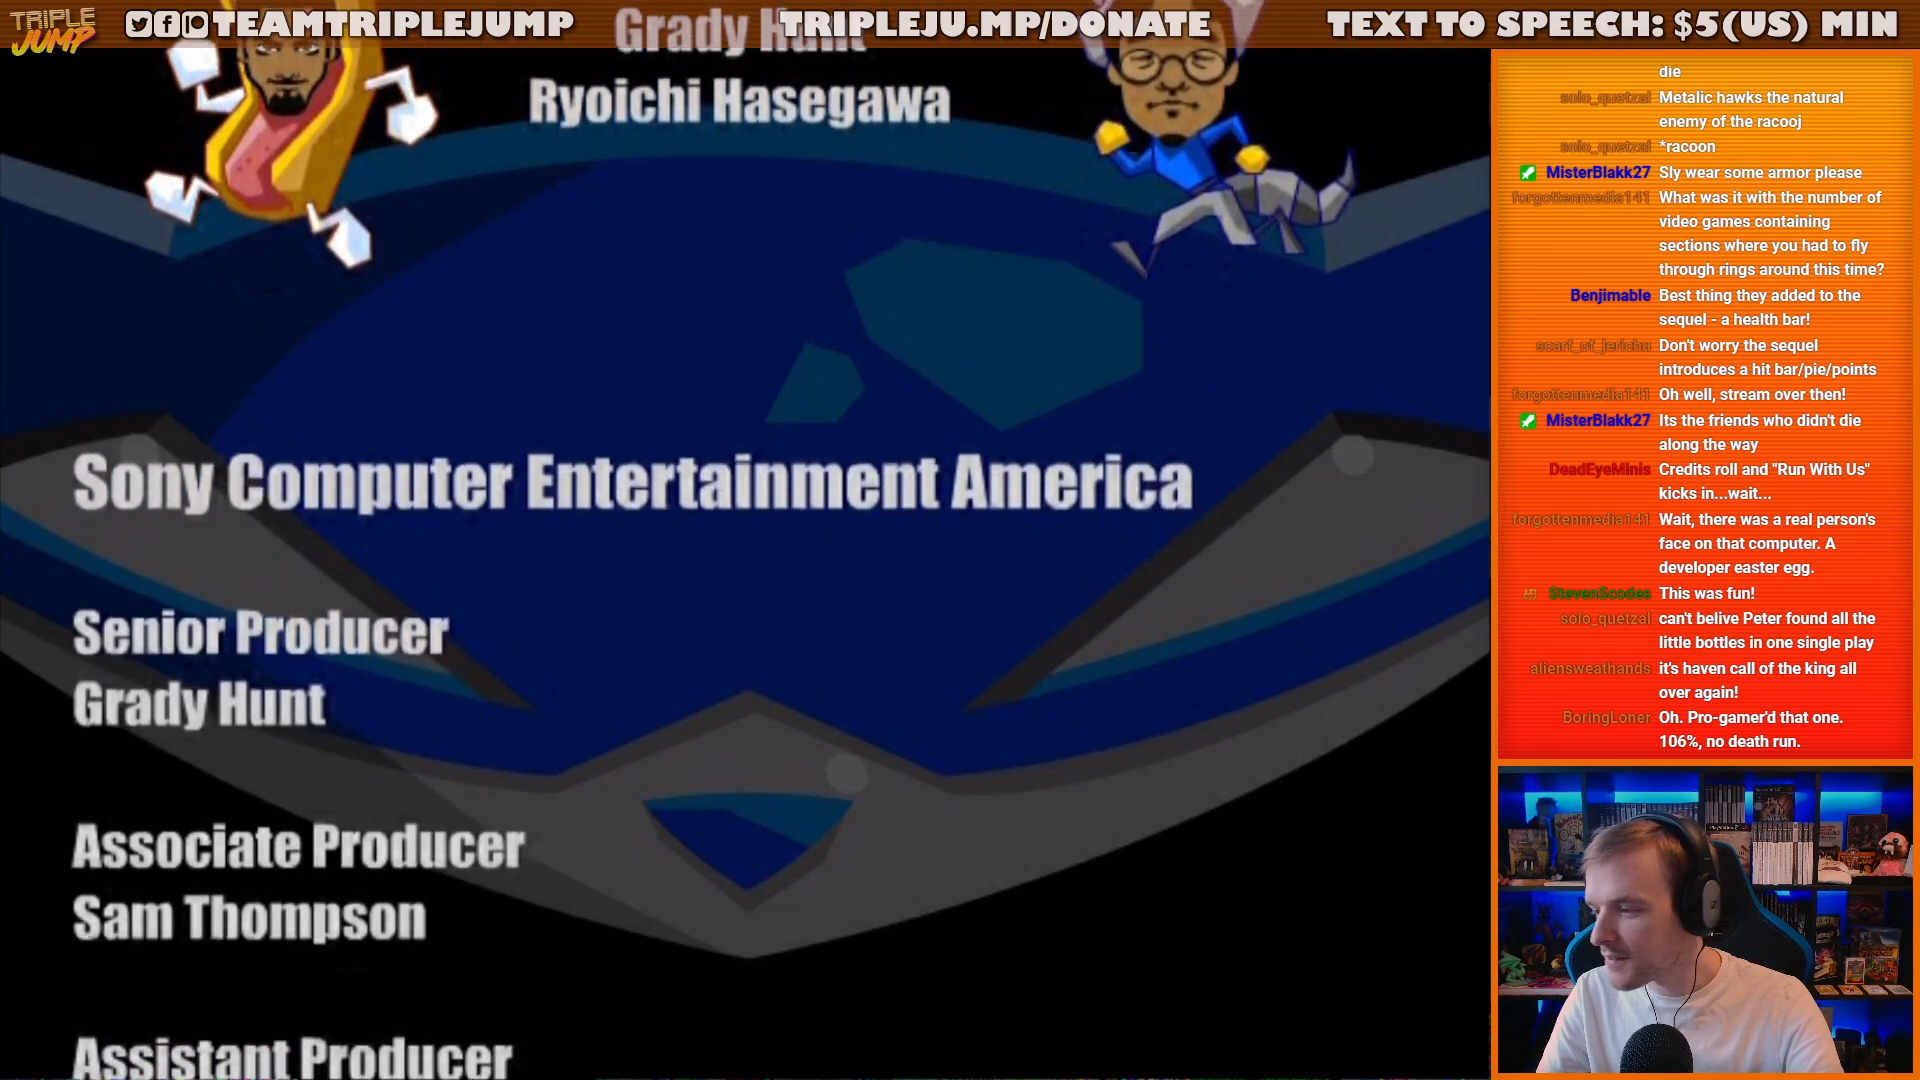 TRIPLE
JUMP
TEAMTRIPLEJUMP
TRIPLEJU.MP/DONATE
TEXT TO SPEECH: $5(US) MIN
Grady Hunt
Ryoichi Hasegawa
Sony Computer Entertainment America
Senior Producer
Grady Hunt
Associate Producer
Sam Thompson
Assistant Producer
die
solo_quetzal Metalic hawks the natural
enemy of the racooj
solo_quetzal *racoon
MisterBlakk27 Sly wear some armor please
forgottenmedia141 What was it with the number of
video games containing
sections where you had to fly
through rings around this time?
Benjimable Best thing they added to the
sequel - a health bar!
scarf_of_jerichu Don't worry the sequel
introduces a hit bar/pie/points
forgottenmedia141 Oh well, stream over then!
MisterBlakk27 Its the friends who didn't die
along the way
DeadEyeMinis Credits roll and "Run With Us"
kicks in...wait...
forgottenmedia141 Wait, there was a real person's
face on that computer. A
developer easter egg.
StevenScodes This was fun!
solo_quetzal can't belive Peter found all the
little bottles in one single play
aliensweathands it's haven call of the king all
over again!
BoringLoner Oh. Pro-gamer'd that one.
106%, no death run.